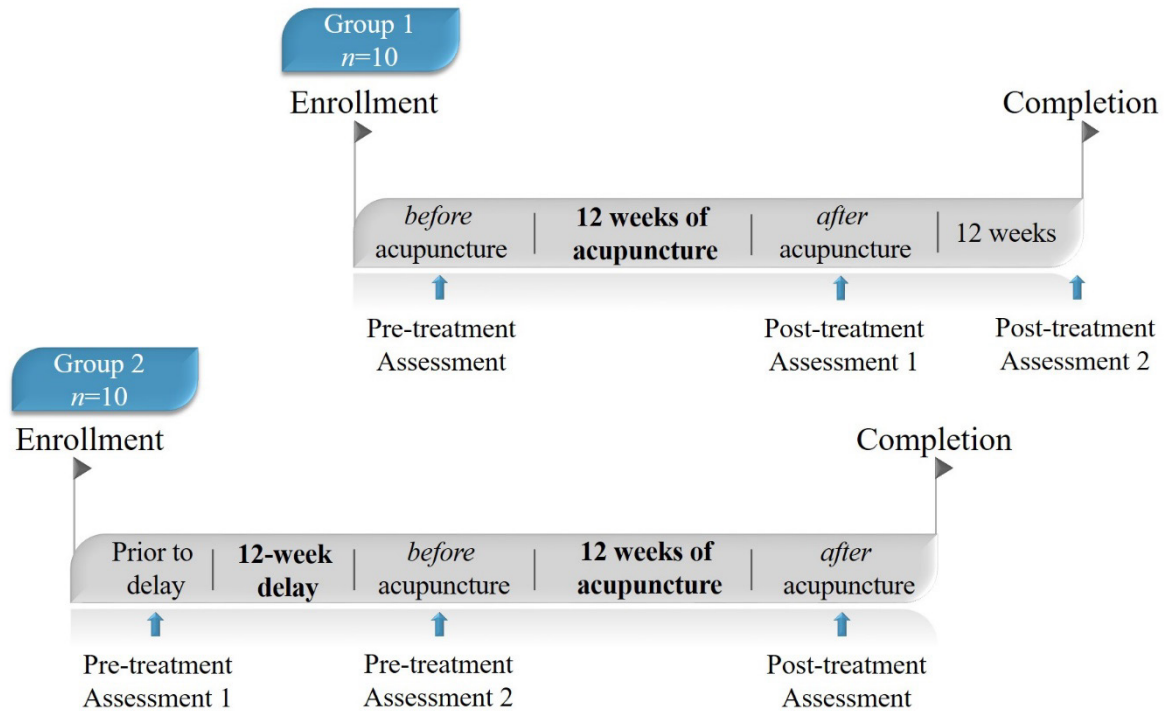 Group 1
n=10
Enrollment
Completion
before
acupuncture
12 weeks of
acupuncture
after
acupuncture
12 weeks
Pre-treatment
Assessment
Post-treatment
Assessment 1
Post-treatment
Assessment 2
Group 2
n=10
Enrollment
Completion
Prior to
delay
12-week
delay
before
acupuncture
12 weeks of
acupuncture
after
acupuncture
Pre-treatment
Assessment 1
Pre-treatment
Assessment 2
Post-treatment
Assessment